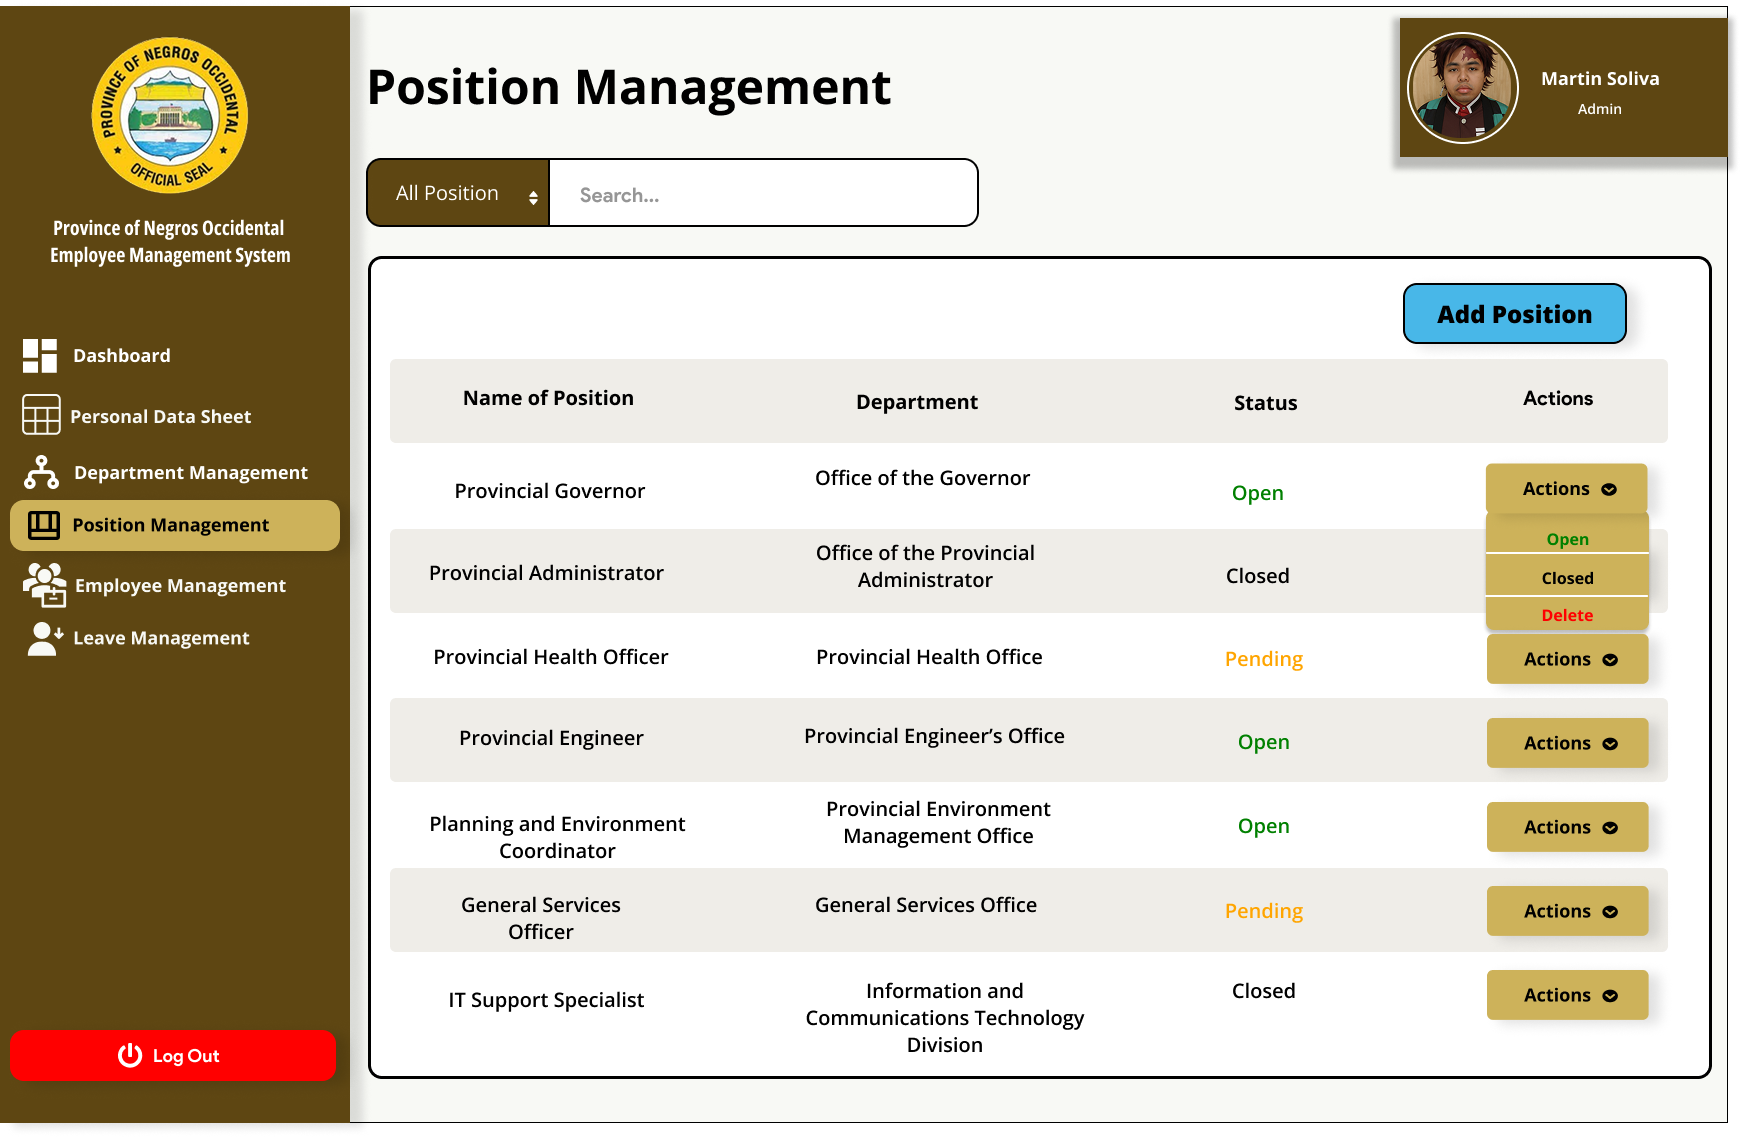 PROVINCE OF NEGROS OCCIDENTAL
OFFICIAL SEAL
Province of Negros Occidental
Employee Management System
Dashboard
Personal Data Sheet
Department Management
Position Management
Employee Management
Leave Management
Log Out
Position Management
Martin Soliva
Admin
All Position
Search...
Add Position
Name of Position
Department
Status
Actions
Provincial Governor
Office of the Governor
Open
Actions
Open
Closed
Delete
Provincial Administrator
Office of the Provincial
Administrator
Closed
Provincial Health Officer
Provincial Health Office
Pending
Actions
Provincial Engineer
Provincial Engineer’s Office
Open
Actions
Planning and Environment
Coordinator
Provincial Environment
Management Office
Open
Actions
General Services
Officer
General Services Office
Pending
Actions
IT Support Specialist
Information and
Communications Technology
Division
Closed
Actions